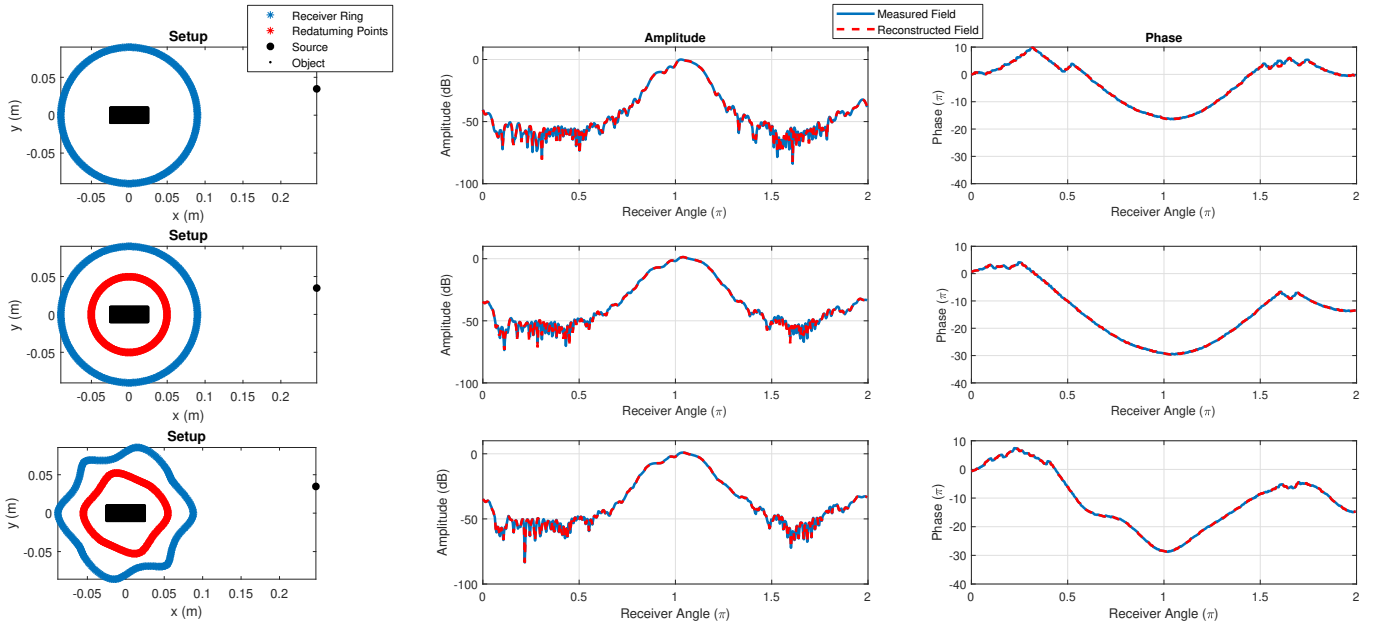 Receiver Ring
Redatuming Points
Source
Object
Measured Field
Reconstructed Field
Setup
0.05
0
-0.05
y (m)
-0.05 0 0.05 0.1 0.15 0.2
x (m)
Amplitude
0
-50
-100
Amplitude (dB)
0 0.5 1 1.5 2
Receiver Angle (π)
Phase
10
0
-10
-20
-30
-40
Phase (π)
0 0.5 1 1.5 2
Receiver Angle (π)
Setup
0.05
0
-0.05
y (m)
-0.05 0 0.05 0.1 0.15 0.2
x (m)
0
-50
-100
Amplitude (dB)
0 0.5 1 1.5 2
Receiver Angle (π)
10
0
-10
-20
-30
-40
Phase (π)
0 0.5 1 1.5 2
Receiver Angle (π)
Setup
0.05
0
-0.05
y (m)
-0.05 0 0.05 0.1 0.15 0.2
x (m)
0
-50
-100
Amplitude (dB)
0 0.5 1 1.5 2
Receiver Angle (π)
10
0
-10
-20
-30
-40
Phase (π)
0 0.5 1 1.5 2
Receiver Angle (π)